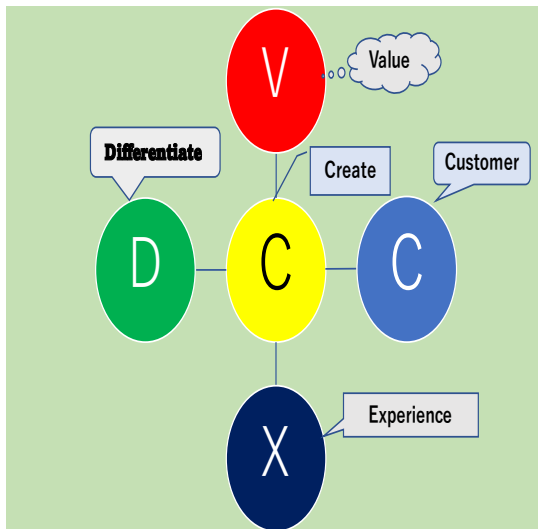 V
Value
Differentiate
Create
Customer
D
C
C
X
Experience